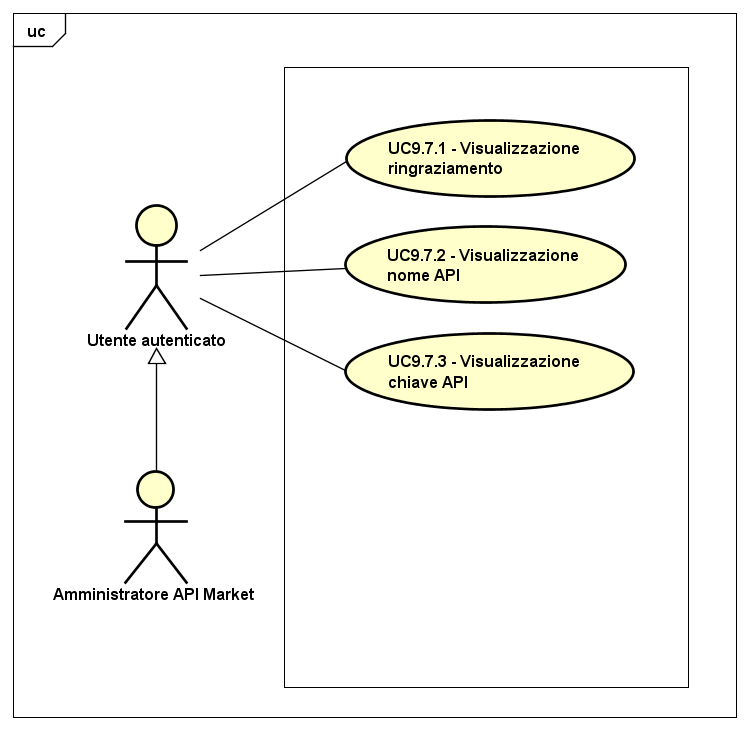 uc
UC9.7.1 - Visualizzazione
ringraziamento
UC9.7.2 - Visualizzazione
nome API
Utente autenticato
UC9.7.3 - Visualizzazione
chiave API
Amministratore API Market